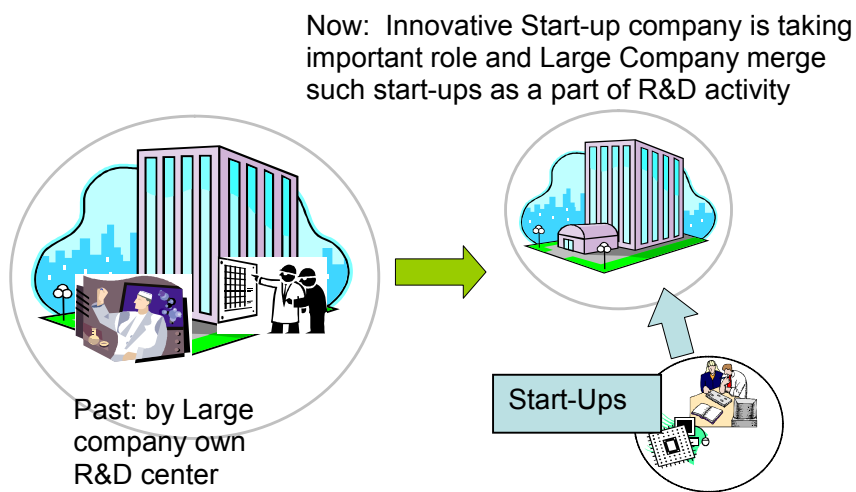 Now: Innovative Start-up company is taking
important role and Large Company merge
such start-ups as a part of R&D activity
Past: by Large
company own
R&D center
Start-Ups